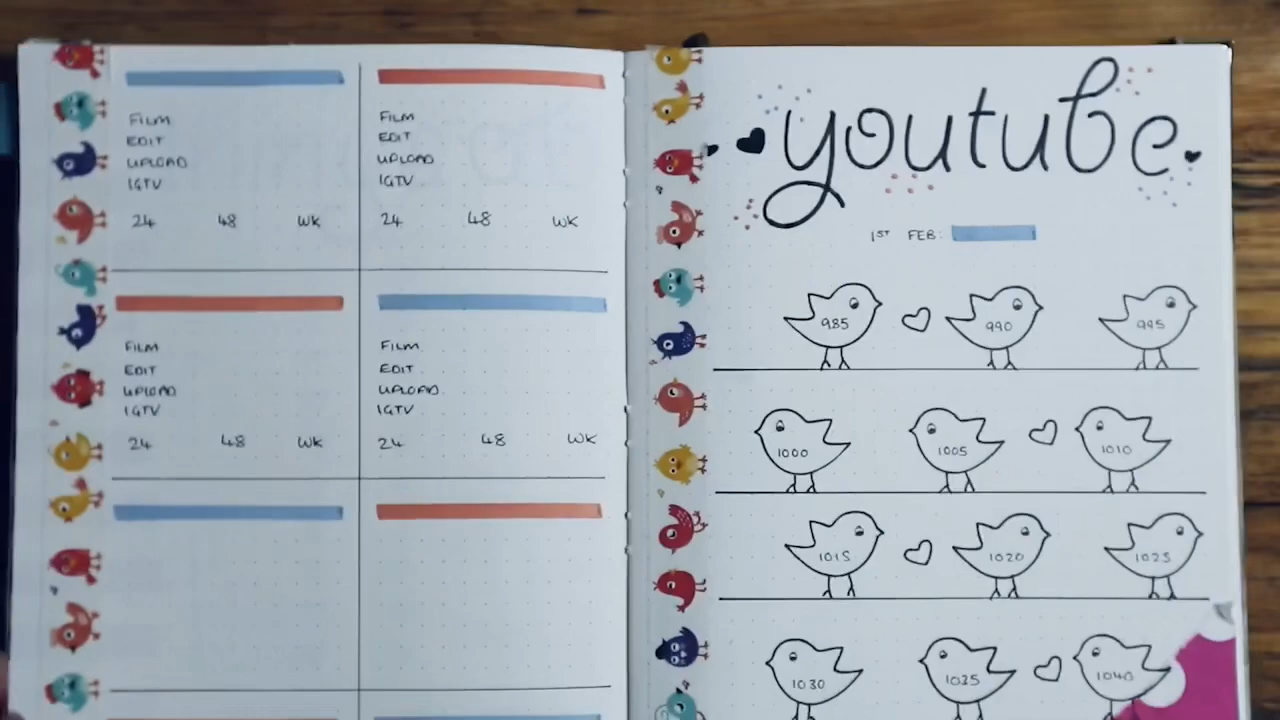 FILM
EDIT
UPLOAD
IGTV
24 48 WK
FILM
EDIT
UPLOAD
IGTV
24 48 WK
FILM
EDIT
UPLOAD
IGTV
24 48 WK
FILM
EDIT
UPLOAD
IGTV
24 48 WK
youtube
1ST FEB:
985 990 995
1000 1005 1010
1015 1020 1025
1030 1035 1040